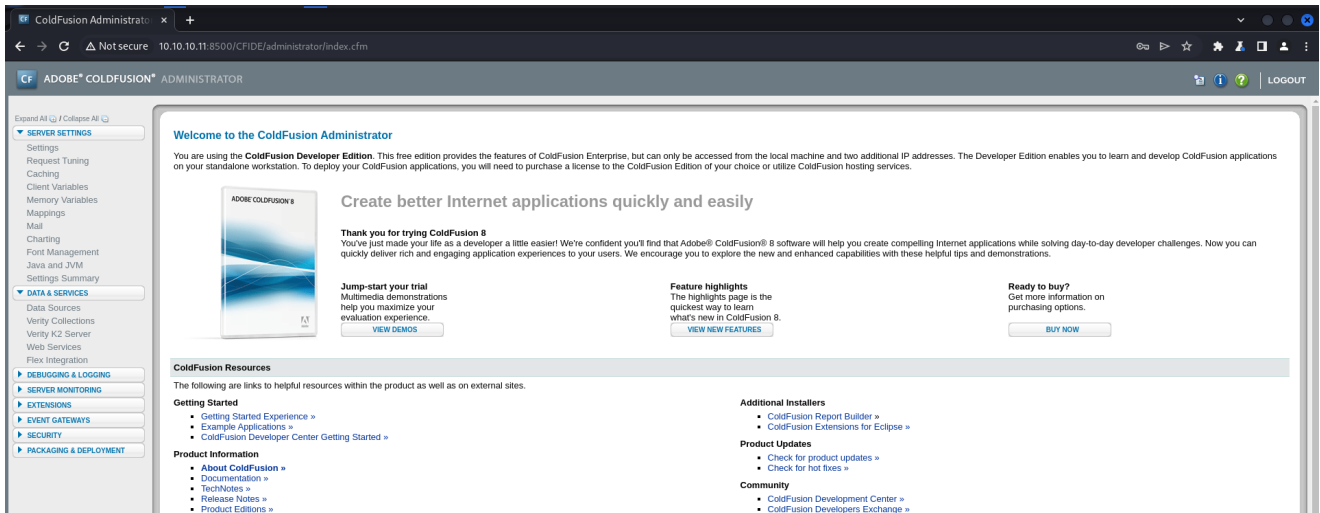 ColdFusion Administrato
Not secure 10.10.10.11:8500/CFIDE/administrator/index.cfm
CF ADOBE® COLDFUSION® ADMINISTRATOR
LOGOUT
Expand All / Collapse All
SERVER SETTINGS
Settings
Request Tuning
Caching
Client Variables
Memory Variables
Mappings
Mail
Charting
Font Management
Java and JVM
Settings Summary
DATA & SERVICES
Data Sources
Verity Collections
Verity K2 Server
Web Services
Flex Integration
DEBUGGING & LOGGING
SERVER MONITORING
EXTENSIONS
EVENT GATEWAYS
SECURITY
PACKAGING & DEPLOYMENT
Welcome to the ColdFusion Administrator
You are using the ColdFusion Developer Edition. This free edition provides the features of ColdFusion Enterprise, but can only be accessed from the local machine and two additional IP addresses. The Developer Edition enables you to learn and develop ColdFusion applications
on your standalone workstation. To deploy your ColdFusion applications, you will need to purchase a license to the ColdFusion Edition of your choice or utilize ColdFusion hosting services.
ADOBE® COLDFUSION® 8
Create better Internet applications quickly and easily
Thank you for trying ColdFusion 8
You've just made your life as a developer a little easier! We're confident you'll find that Adobe® ColdFusion® 8 software will help you create compelling Internet applications while solving day-to-day developer challenges. Now you can
quickly deliver rich and engaging application experiences to your users. We encourage you to explore the new and enhanced capabilities with these helpful tips and demonstrations.
Jump-start your trial
Multimedia demonstrations
help you maximize your
evaluation experience.
VIEW DEMOS
Feature highlights
The highlights page is the
quickest way to learn
what's new in ColdFusion 8.
VIEW NEW FEATURES
Ready to buy?
Get more information on
purchasing options.
BUY NOW
ColdFusion Resources
The following are links to helpful resources within the product as well as on external sites.
Getting Started
Getting Started Experience »
Example Applications »
ColdFusion Developer Center Getting Started »
Product Information
About ColdFusion »
Documentation »
TechNotes »
Release Notes »
Product Editions »
Additional Installers
ColdFusion Report Builder »
ColdFusion Extensions for Eclipse »
Product Updates
Check for product updates »
Check for hot fixes »
Community
ColdFusion Development Center »
ColdFusion Developers Exchange »